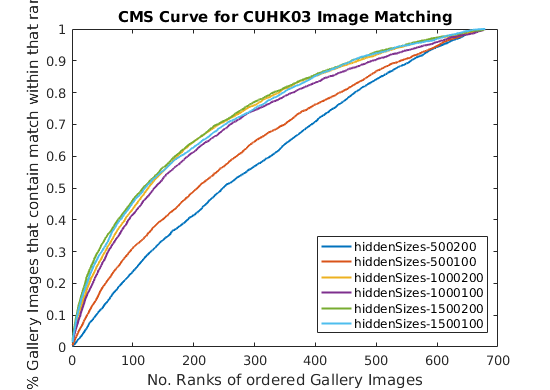 CMS Curve for CUHK03 Image Matching
% Gallery Images that contain match within that
1
0.9
0.8
0.7
0.6
0.5
0.4
0.3
0.2
0.1
0
0 100 200 300 400 500 600 700
No. Ranks of ordered Gallery Images
hiddenSizes-500200
hiddenSizes-500100
hiddenSizes-1000200
hiddenSizes-1000100
hiddenSizes-1500200
hiddenSizes-1500100